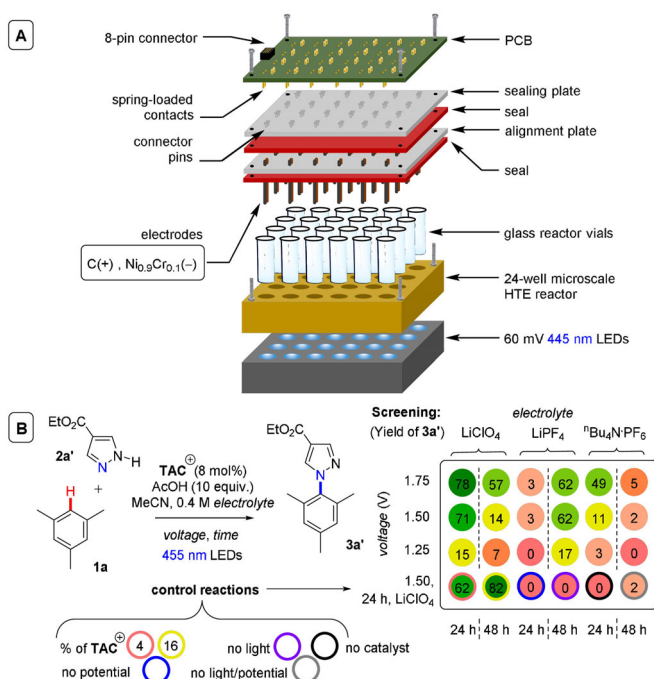 A
8-pin connector
PCB
spring-loaded
contacts
sealing plate
seal
connector
pins
alignment plate
seal
electrodes
C(+) , Ni0.9Cr0.1(−)
glass reactor vials
24-well microscale
HTE reactor
60 mV 445 nm LEDs
B
EtO2C
2a'
N
N
H
+
H
1a
TAC⊕ (8 mol%)
AcOH (10 equiv.)
MeCN, 0.4 M electrolyte
voltage, time
455 nm LEDs
EtO2C
N
N
3a'
Screening:
(Yield of 3a')
electrolyte
LiClO4 LiPF4 nBu4N·PF6
voltage (V)
1.75 78 57 3 62 49 5
1.50 71 14 3 62 11 2
1.25 15 7 0 17 3 0
1.50,
24 h, LiClO4
62 82 0 0 0 2
24 h 48 h 24 h 48 h 24 h 48 h
control reactions
% of TAC⊕ 4 16
no light
no catalyst
no potential
no light/potential